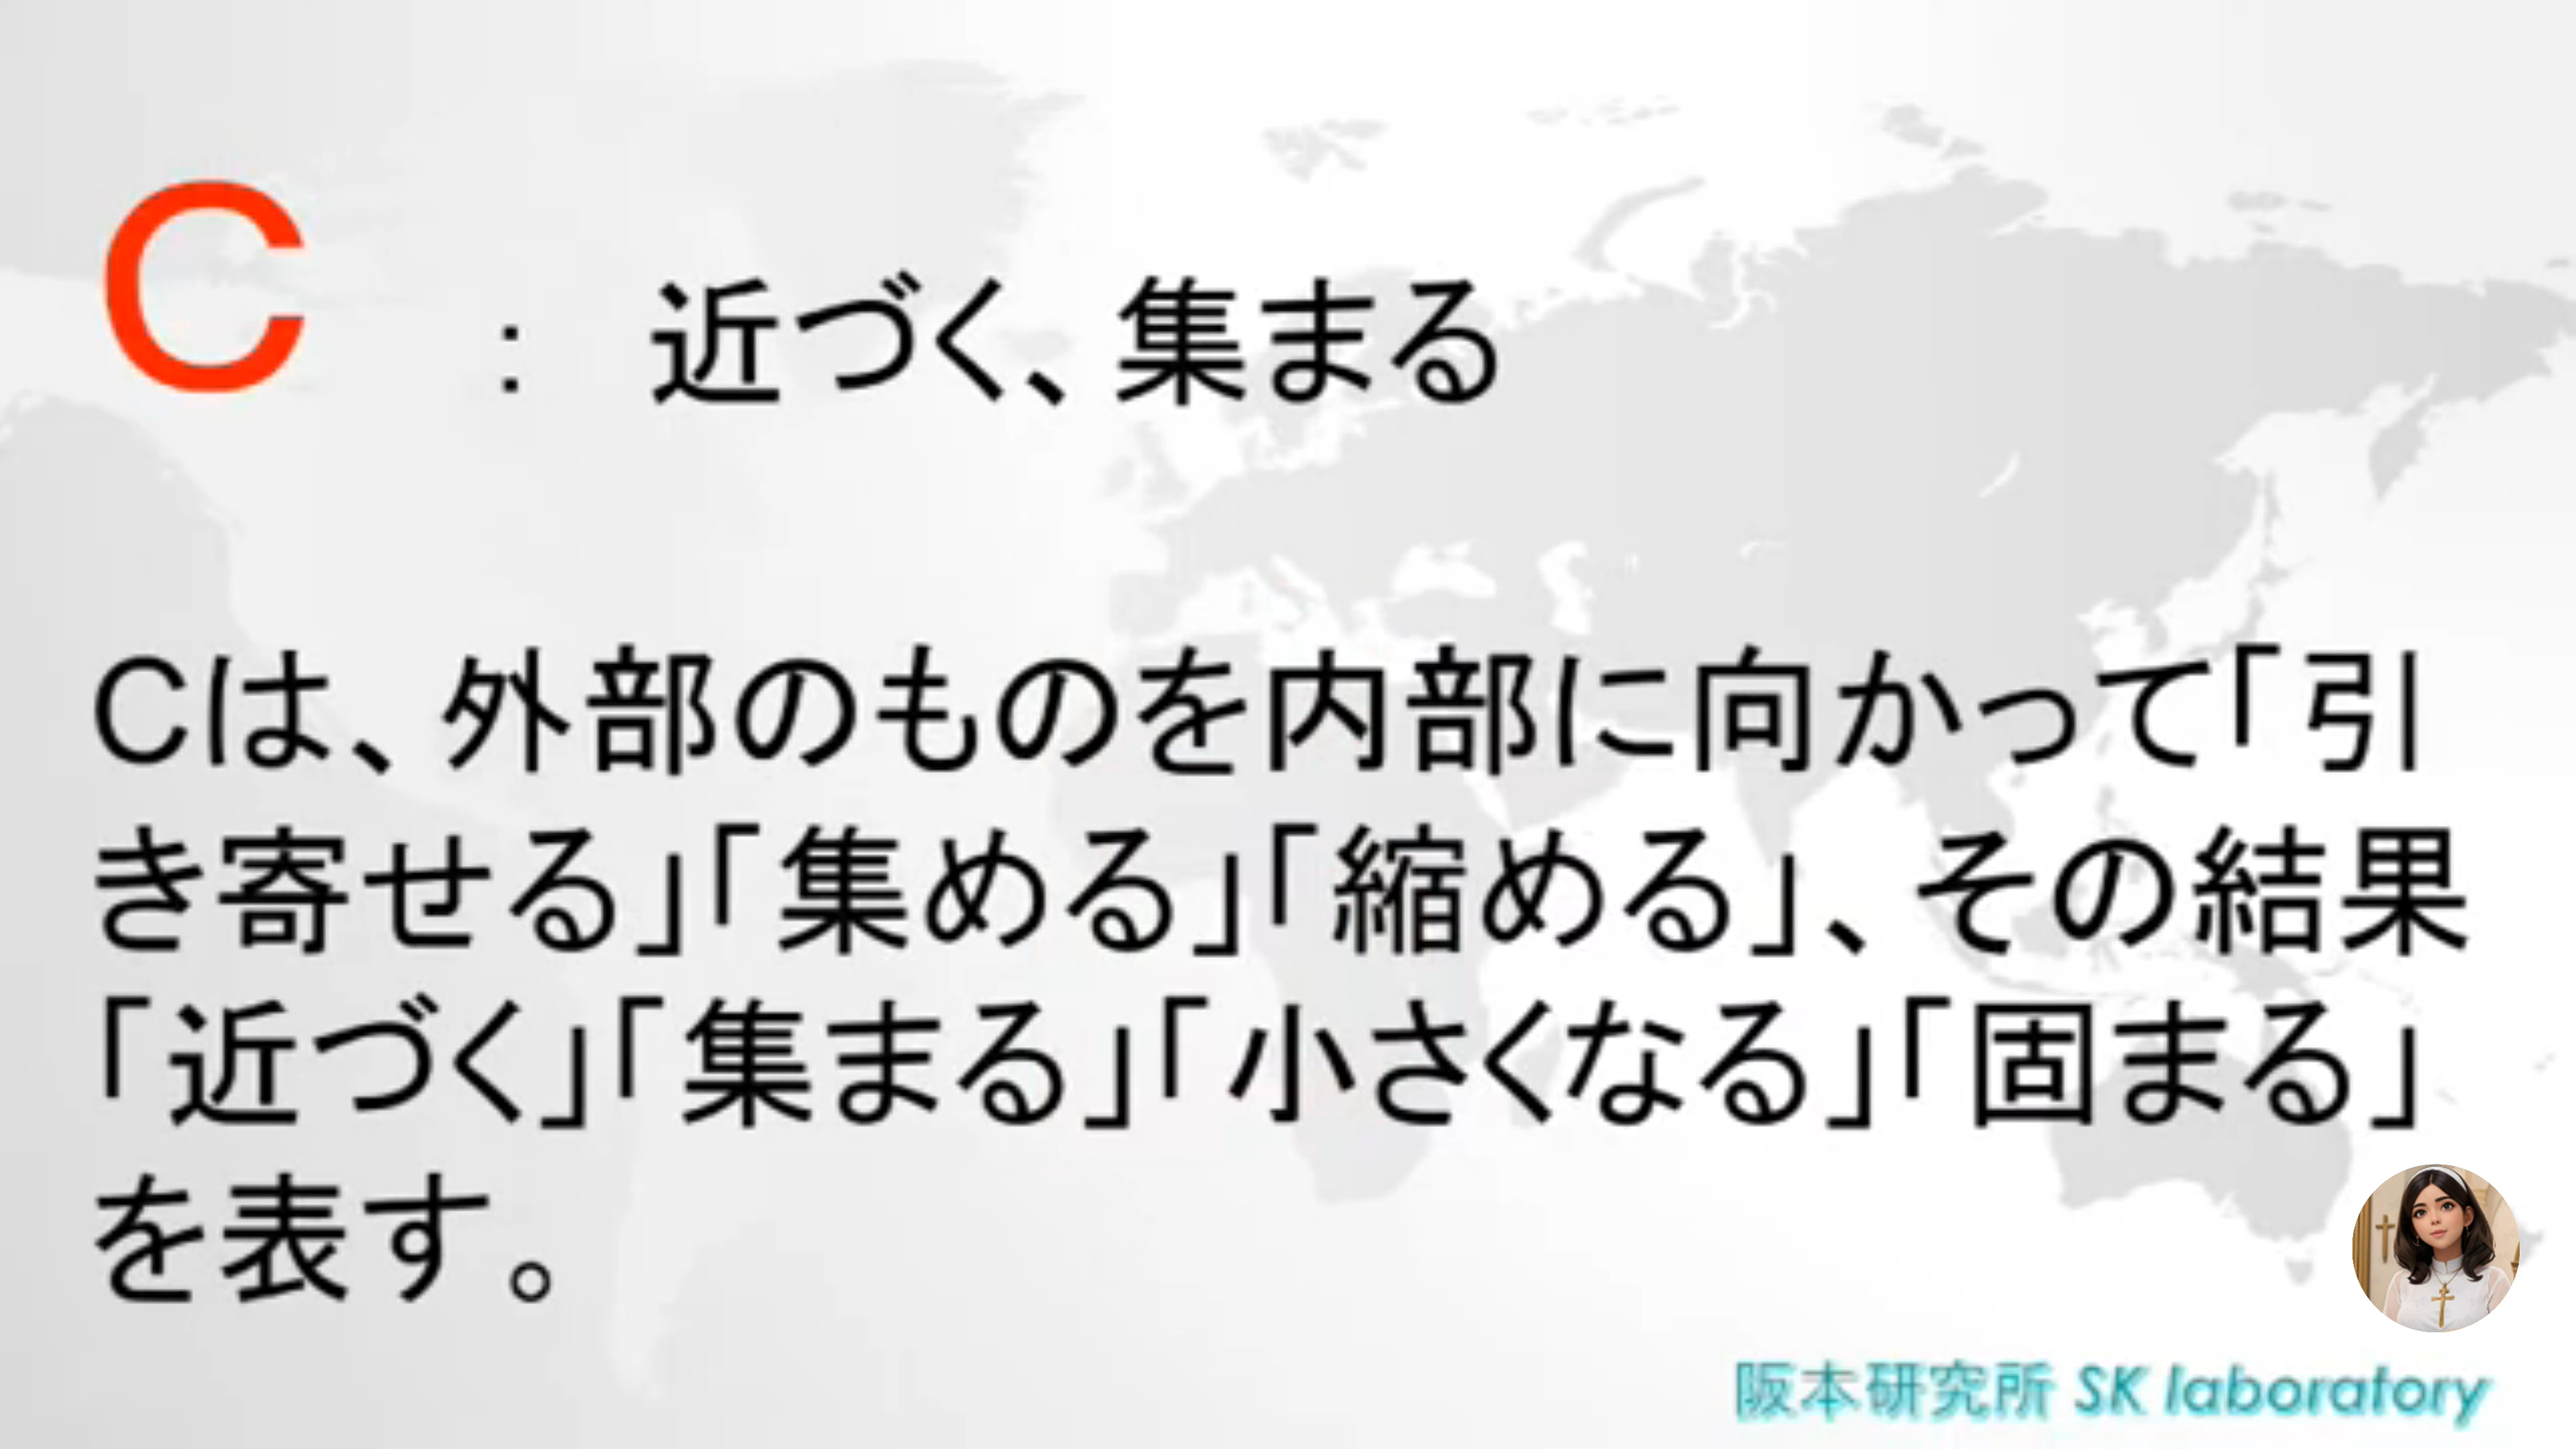 C : 近づく、集まる
Cは、外部のものを内部に向かって「引
き寄せる」「集める」「縮める」、その結果
「近づく」「集まる」「小さくなる」「固まる」
を表す。
阪本研究所 SK laboratory